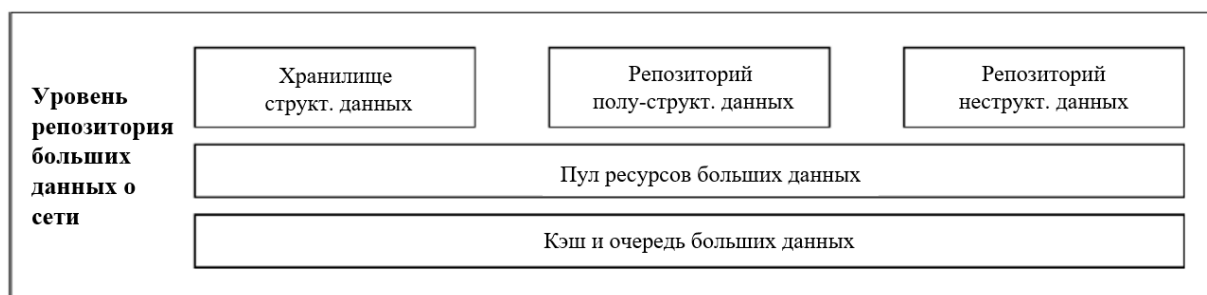 Уровень
репозитория
больших
данных о
сети
Хранилище
структ. данных
Репозиторий
полу-структ. данных
Репозиторий
неструкт. данных
Пул ресурсов больших данных
Кэш и очередь больших данных